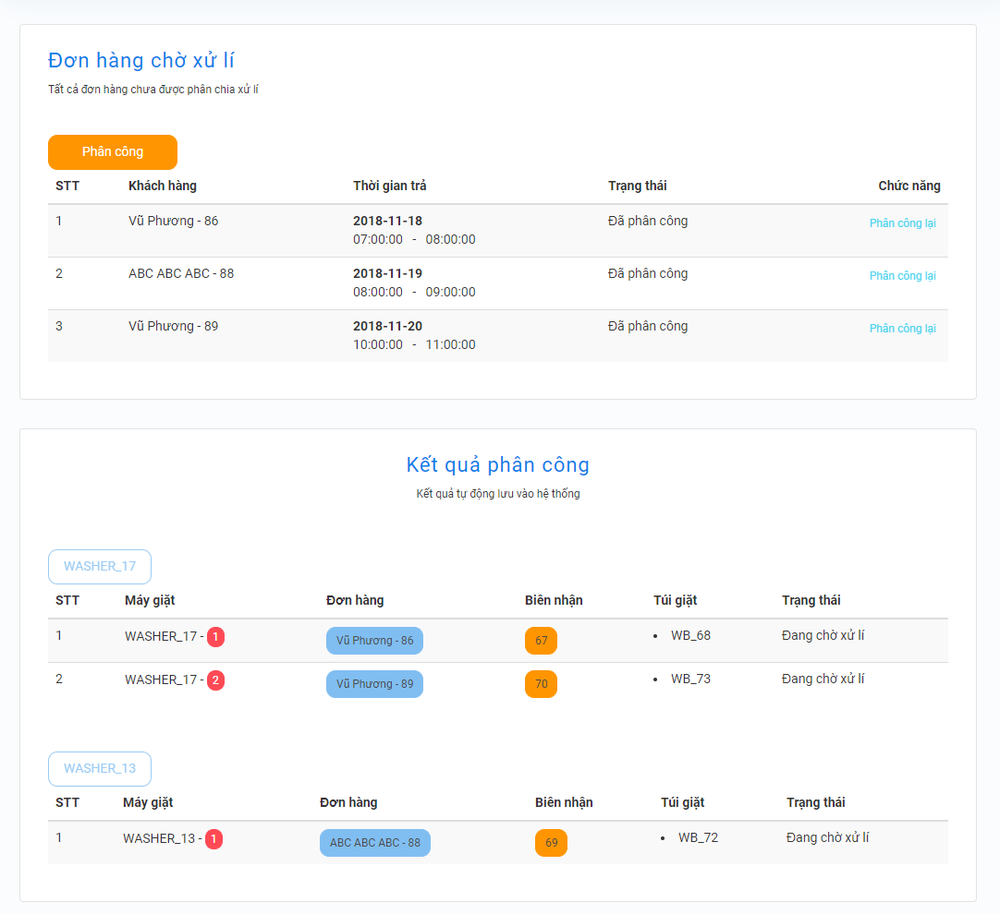 Đơn hàng chờ xử lí
Tất cả đơn hàng chưa được phân chia xử lí
Phân công
STT Khách hàng Thời gian trả Trạng thái Chức năng
1 Vũ Phương - 86 2018-11-18 Đã phân công Phân công lại
07:00:00 - 08:00:00
2 ABC ABC ABC - 88 2018-11-19 Đã phân công Phân công lại
08:00:00 - 09:00:00
3 Vũ Phương - 89 2018-11-20 Đã phân công Phân công lại
10:00:00 - 11:00:00
Kết quả phân công
Kết quả tự động lưu vào hệ thống
WASHER_17
STT Máy giặt Đơn hàng Biên nhận Túi giặt Trạng thái
1 WASHER_17 - 1 Vũ Phương - 86 67 • WB_68 Đang chờ xử lí
2 WASHER_17 - 2 Vũ Phương - 89 70 • WB_73 Đang chờ xử lí
WASHER_13
STT Máy giặt Đơn hàng Biên nhận Túi giặt Trạng thái
1 WASHER_13 - 1 ABC ABC ABC - 88 69 • WB_72 Đang chờ xử lí